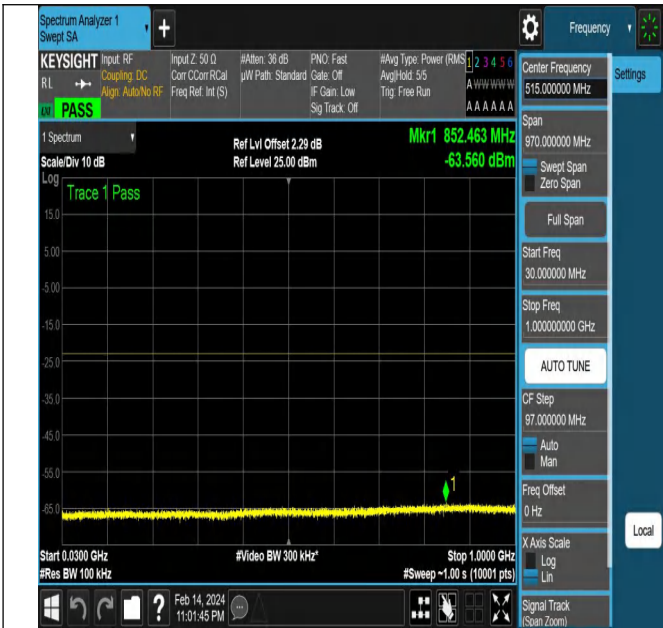 Spectrum Analyzer 1
Swept SA
+
Frequency
KEYSIGHT
RL
PASS
Input: RF
Coupling: DC
Align: Auto/No RF
Input Z: 50 Ω
Corr CCorr RCal
Freq Ref: Int (S)
#Atten: 36 dB
µW Path: Standard
PNO: Fast
Gate: Off
IF Gain: Low
Sig Track: Off
#Avg Type: Power (RMS
Avg|Hold: 5/5
Trig: Free Run
1 2 3 4 5 6
A W W W W W
A A A A A A
1 Spectrum
Scale/Div 10 dB
Log
Ref Lvl Offset 2.29 dB
Ref Level 25.00 dBm
Mkr1 852.463 MHz
-63.560 dBm
Trace 1 Pass
15.0
5.00
-5.00
-15.0
-25.0
-35.0
-45.0
-55.0
-65.0
1
Start 0.0300 GHz
#Res BW 100 kHz
#Video BW 300 kHz*
Stop 1.0000 GHz
#Sweep ~1.00 s (10001 pts)
Feb 14, 2024
11:01:45 PM
?
Center Frequency
515.000000 MHz
Span
970.000000 MHz
Swept Span
Zero Span
Full Span
Start Freq
30.000000 MHz
Stop Freq
1.000000000 GHz
AUTO TUNE
CF Step
97.000000 MHz
Auto
Man
Freq Offset
0 Hz
X Axis Scale
Log
Lin
Signal Track
(Span Zoom)
Settings
Local